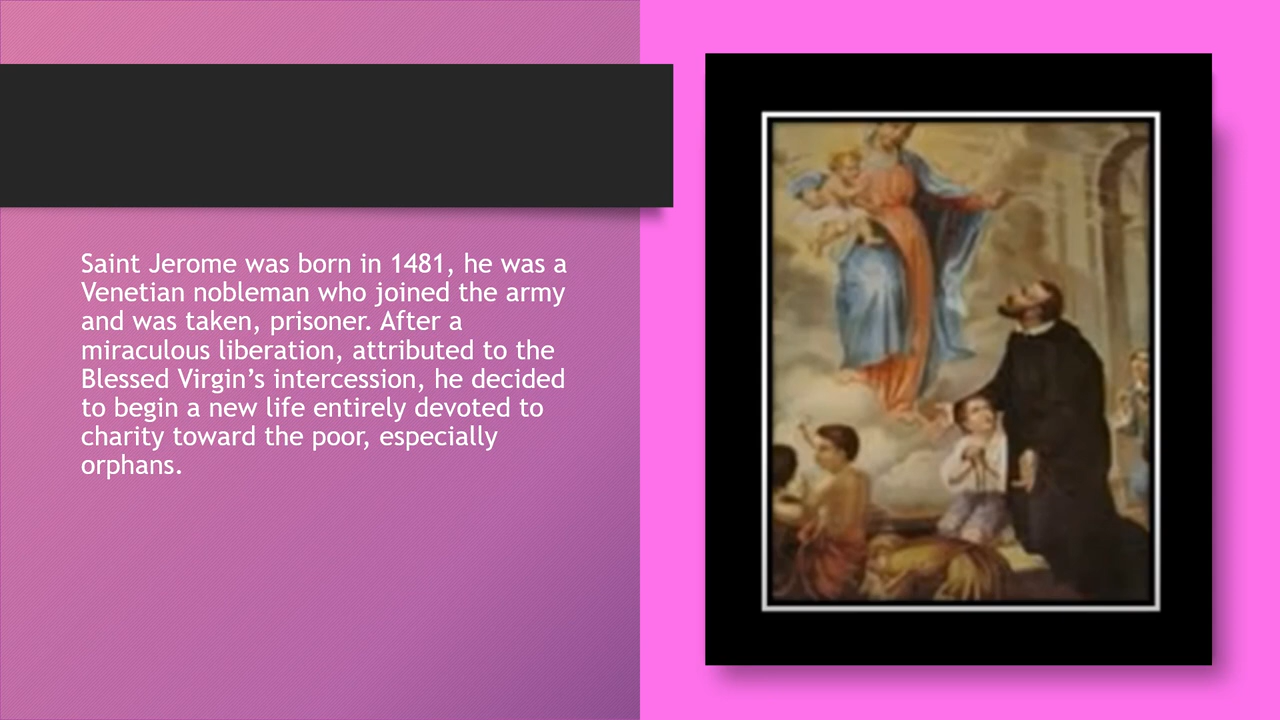 Saint Jerome was born in 1481, he was a
Venetian nobleman who joined the army
and was taken, prisoner. After a
miraculous liberation, attributed to the
Blessed Virgin’s intercession, he decided
to begin a new life entirely devoted to
charity toward the poor, especially
orphans.